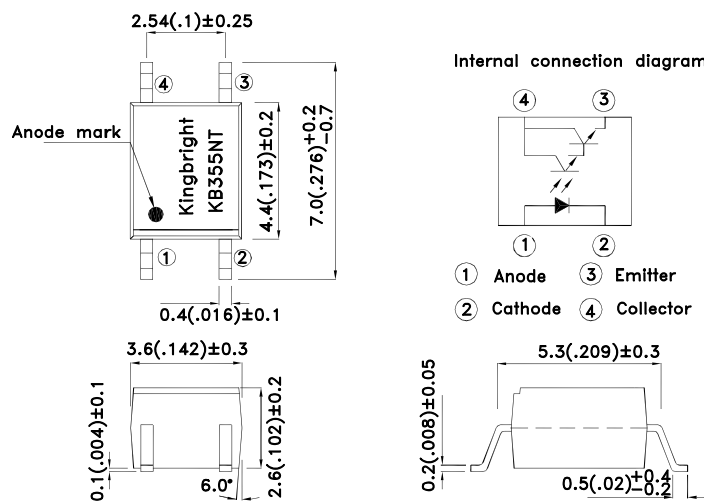 2.54(.1)±0.25
④ ③
Anode mark
Kingbright
KB355NT
4.4(.173)±0.2
7.0(.276)+0.2
-0.7
① ②
0.4(.016)±0.1
Internal connection diagram
④ ③
① ②
① Anode ③ Emitter
② Cathode ④ Collector
3.6(.142)±0.3
0.1(.004)±0.1
6.0°
2.6(.102)±0.2
5.3(.209)±0.3
0.2(.008)±0.05
0.5(.02)+0.4
-0.2